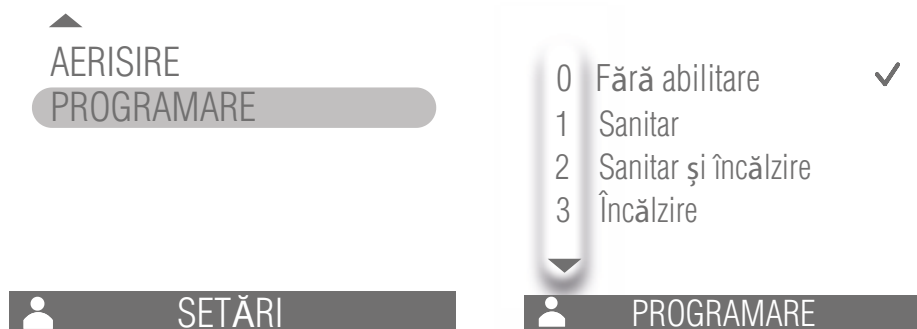 AERISIRE
PROGRAMARE
SETĂRI
0 Fără abilitare
1 Sanitar
2 Sanitar și încălzire
3 Încălzire
PROGRAMARE